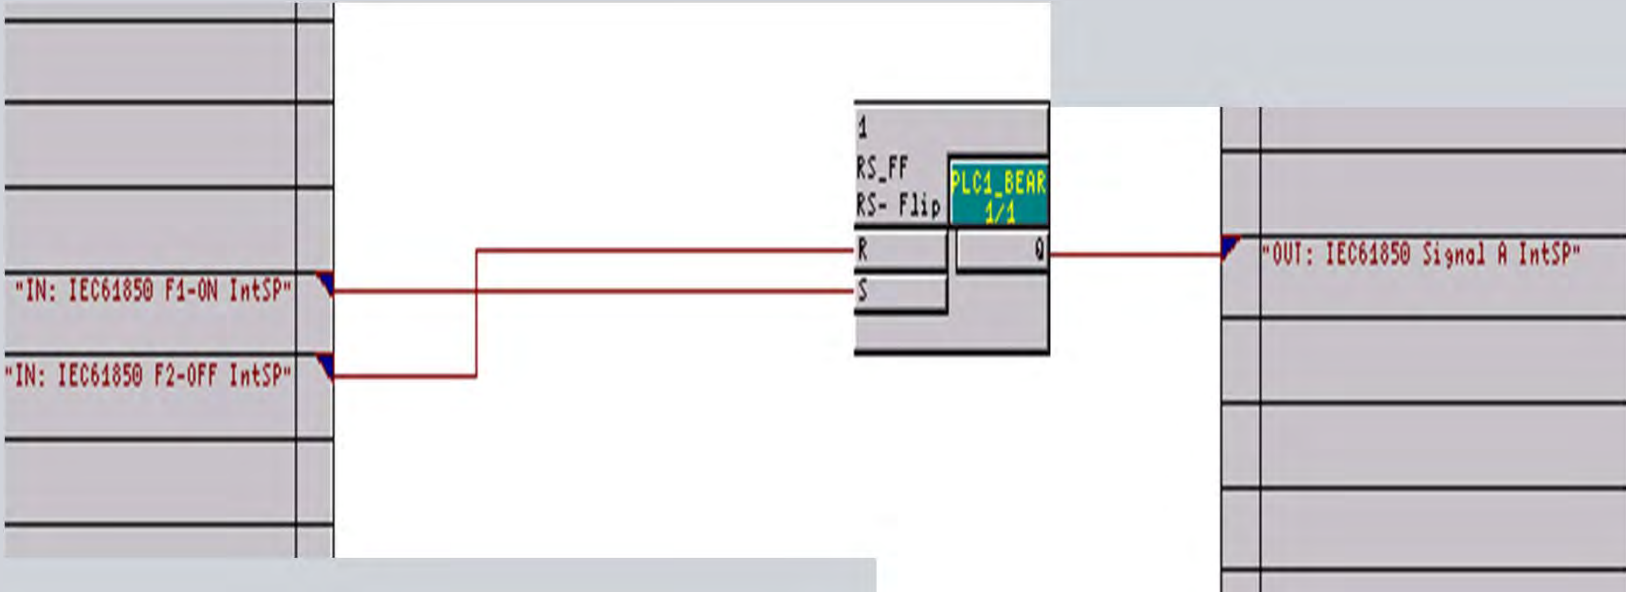 1
RS_FF
RS- Flip
PLC1_BEAR
1/1
R
Q
"OUT: IEC61850 Signal A IntSP"
"IN: IEC61850 F1-ON IntSP"
S
"IN: IEC61850 F2-OFF IntSP"